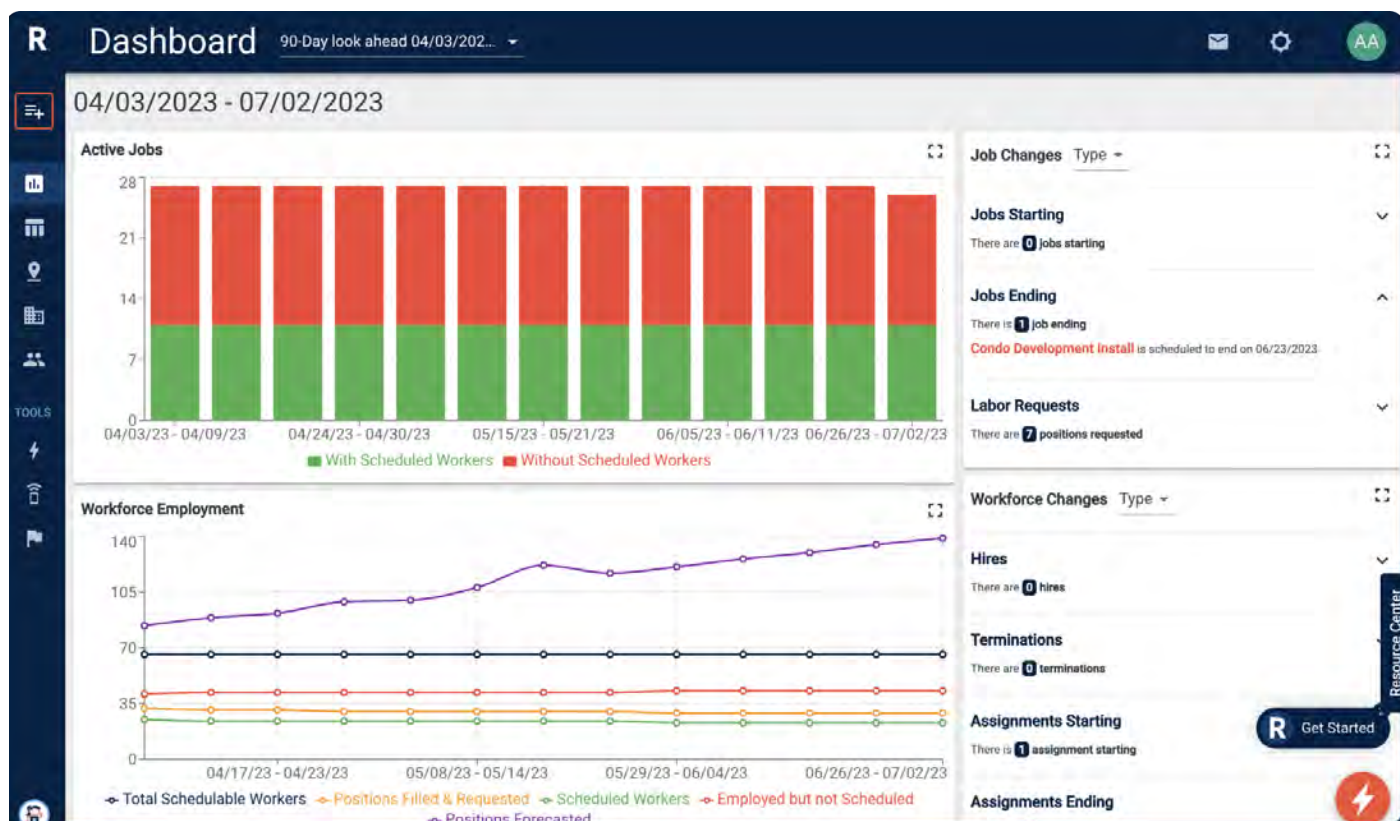 R Dashboard 90-Day look ahead 04/03/202... AA
04/03/2023 - 07/02/2023
Active Jobs
28
21
14
7
0
04/03/23 - 04/09/23 04/24/23 - 04/30/23 05/15/23 - 05/21/23 06/05/23 - 06/11/23 06/26/23 - 07/02/23
With Scheduled Workers Without Scheduled Workers
TOOLS
Workforce Employment
140
105
70
35
0
04/17/23 - 04/23/23 05/08/23 - 05/14/23 05/29/23 - 06/04/23 06/26/23 - 07/02/23
Total Schedulable Workers Positions Filled & Requested Scheduled Workers Employed but not Scheduled
Positions Forecasted
Job Changes Type
Jobs Starting
There are 0 jobs starting
Jobs Ending
There is 1 job ending
Condo Development Install is scheduled to end on 06/23/2023
Labor Requests
There are 7 positions requested
Workforce Changes Type
Hires
There are 0 hires
Terminations
There are 0 terminations
Assignments Starting
There is 1 assignment starting
Assignments Ending
Resource Center
R Get Started